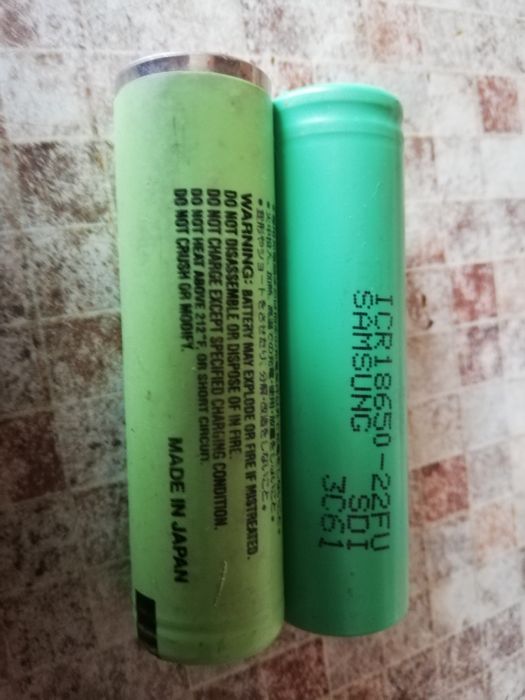 WARNING: BATTERY MAY EXPLODE OR FIRE IF MISTREATED.
DO NOT DISASSEMBLE OR DISPOSE OF IN FIRE.
DO NOT CHARGE EXCEPT SPECIFIED CHARGING CONDITION.
DO NOT HEAT ABOVE 212°F OR SHORT CIRCUIT.
DO NOT CRUSH OR MODIFY.
MADE IN JAPAN
ICR18650-22FU
SAMSUNG SDI
3C61